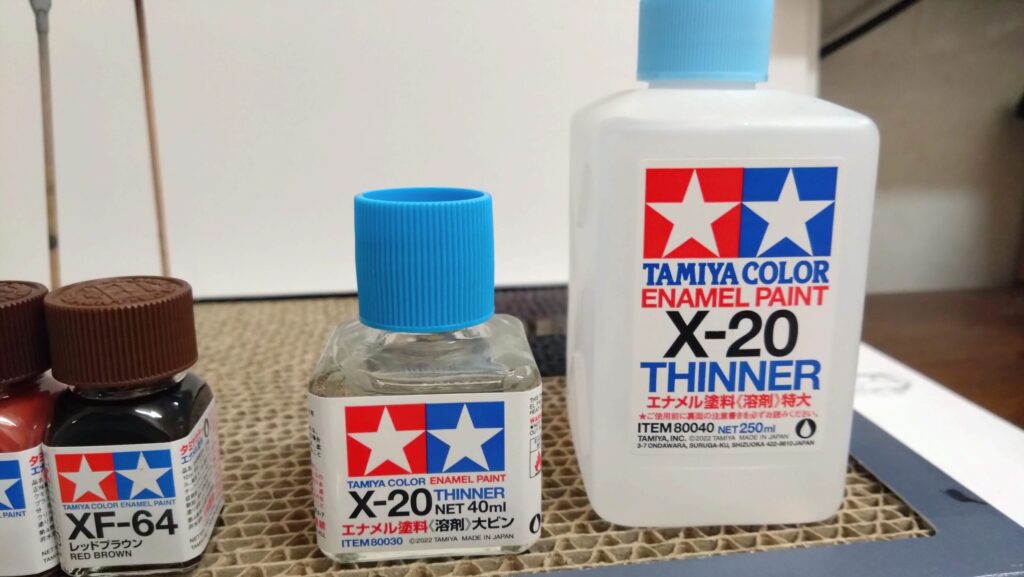 TAMIYA COLOR
ENAMEL PAINT
X-20
THINNER
エナメル塗料《溶剤》特大
★ご使用前に裏面の注意書きを必ずお読みください。
ITEM 80040 NET 250ml
TAMIYA, INC. ©2022 TAMIYA MADE IN JAPAN
3-7 ONDAWARA, SURUGA-KU, SHIZUOKA 422-8610 JAPAN
TAMIYA COLOR ENAMEL PAINT
X-20 THINNER
NET 40ml
エナメル塗料《溶剤》大ビン
ITEM 80030 ©2022 TAMIYA MADE IN JAPAN
TAMIYA COLOR ENAMEL PAINT
XF-64
レッドブラウン
RED BROWN
PAINT